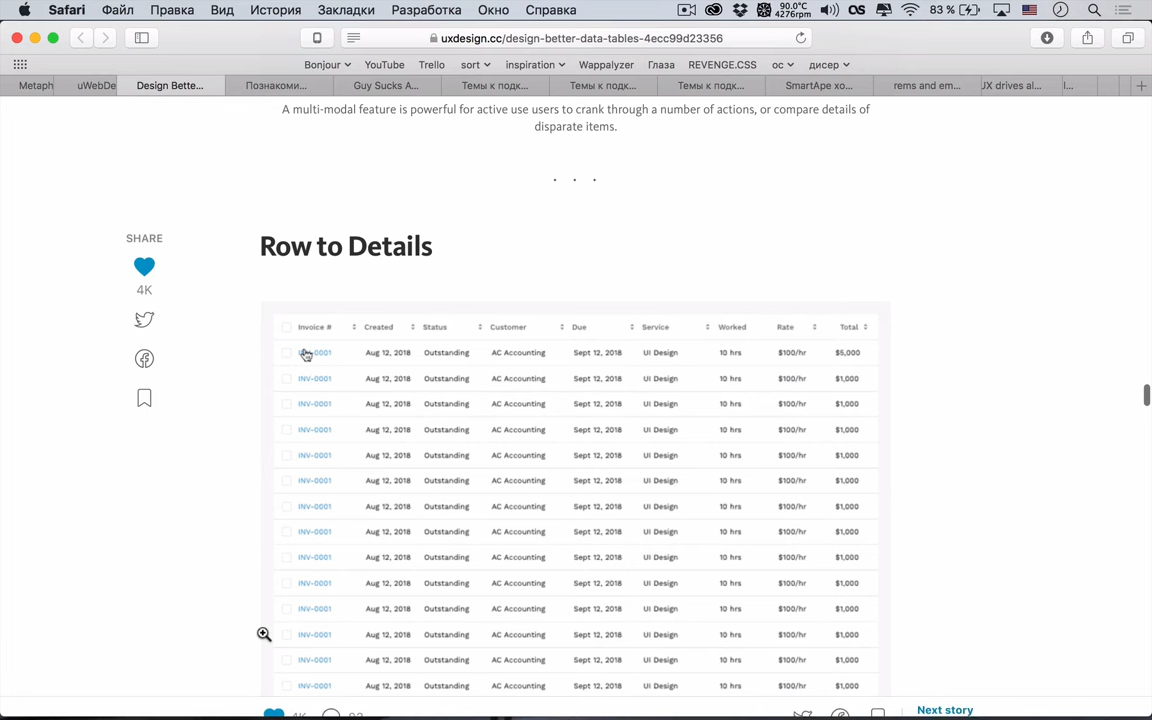 Safari Файл Правка Вид История Закладки Разработка Окно Справка 90.0°C 4276rpm 83 %
uxdesign.cc/design-better-data-tables-4ecc99d23356
Bonjour YouTube Trello sort inspiration Wappalyzer Глаза REVENGE.CSS ос дисер
Metaph uWebDe Design Bette... Познакоми... Guy Sucks A... Темы к подк... Темы к подк... Темы к подк... SmartApe хо... rems and em... JX drives al... I...
A multi-modal feature is powerful for active use users to crank through a number of actions, or compare details of
disparate items.
. . .
SHARE
4K
Row to Details
Invoice # Created Status Customer Due Service Worked Rate Total
Aug 12, 2018 Outstanding AC Accounting Sept 12, 2018 UI Design 10 hrs $100/hr $5,000
INV-0001 Aug 12, 2018 Outstanding AC Accounting Sept 12, 2018 UI Design 10 hrs $100/hr $1,000
INV-0001 Aug 12, 2018 Outstanding AC Accounting Sept 12, 2018 UI Design 10 hrs $100/hr $1,000
INV-0001 Aug 12, 2018 Outstanding AC Accounting Sept 12, 2018 UI Design 10 hrs $100/hr $1,000
INV-0001 Aug 12, 2018 Outstanding AC Accounting Sept 12, 2018 UI Design 10 hrs $100/hr $1,000
INV-0001 Aug 12, 2018 Outstanding AC Accounting Sept 12, 2018 UI Design 10 hrs $100/hr $1,000
INV-0001 Aug 12, 2018 Outstanding AC Accounting Sept 12, 2018 UI Design 10 hrs $100/hr $1,000
INV-0001 Aug 12, 2018 Outstanding AC Accounting Sept 12, 2018 UI Design 10 hrs $100/hr $1,000
INV-0001 Aug 12, 2018 Outstanding AC Accounting Sept 12, 2018 UI Design 10 hrs $100/hr $1,000
INV-0001 Aug 12, 2018 Outstanding AC Accounting Sept 12, 2018 UI Design 10 hrs $100/hr $1,000
INV-0001 Aug 12, 2018 Outstanding AC Accounting Sept 12, 2018 UI Design 10 hrs $100/hr $1,000
INV-0001 Aug 12, 2018 Outstanding AC Accounting Sept 12, 2018 UI Design 10 hrs $100/hr $1,000
INV-0001 Aug 12, 2018 Outstanding AC Accounting Sept 12, 2018 UI Design 10 hrs $100/hr $1,000
INV-0001 Aug 12, 2018 Outstanding AC Accounting Sept 12, 2018 UI Design 10 hrs $100/hr $1,000
Next story